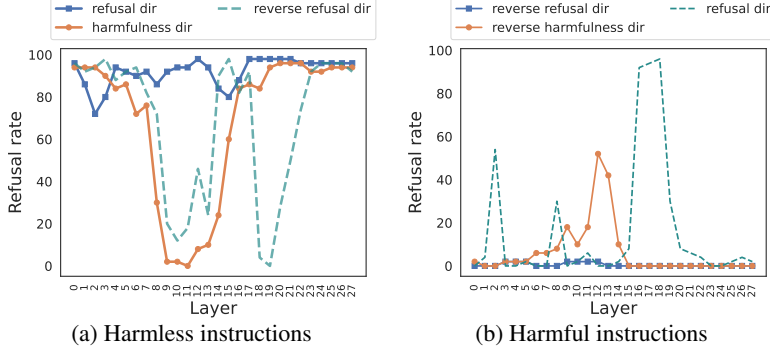 refusal dir
reverse refusal dir
harmfulness dir
100
80
60
40
20
0
Refusal rate
0 1 2 3 4 5 6 7 8 9 10 11 12 13 14 15 16 17 18 19 20 21 22 23 24 25 26 27
Layer
(a) Harmless instructions
reverse refusal dir
refusal dir
reverse harmfulness dir
100
80
60
40
20
0
Refusal rate
0 1 2 3 4 5 6 7 8 9 10 11 12 13 14 15 16 17 18 19 20 21 22 23 24 25 26 27
Layer
(b) Harmful instructions